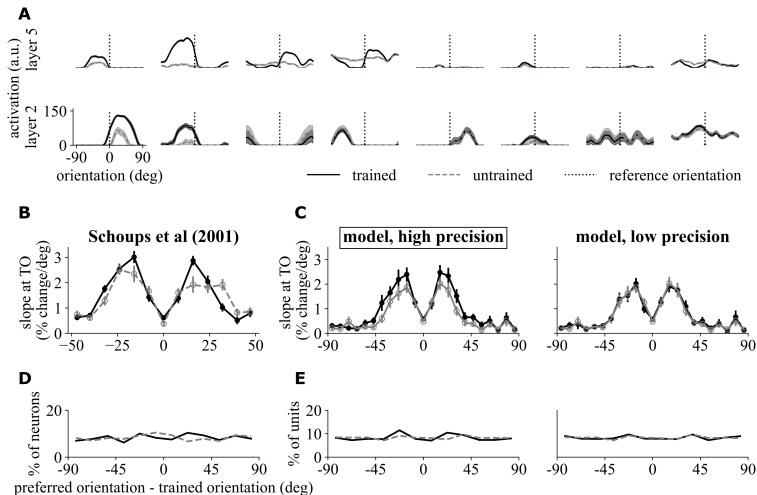 A
activation (a.u.)
layer 5
layer 2
150
0
-90 0 90
orientation (deg)
trained
untrained
reference orientation
B
Schoups et al (2001)
slope at TO
(% change/deg)
3
2
1
0
−50 −25 0 25 50
C
model, high precision
slope at TO
(% change/deg)
3
2
1
0
-90 -45 0 45 90
model, low precision
-90 -45 0 45 90
D
% of neurons
20
0
-90 -45 0 45 90
preferred orientation - trained orientation (deg)
E
% of units
20
10
0
-90 -45 0 45 90
-90 -45 0 45 90